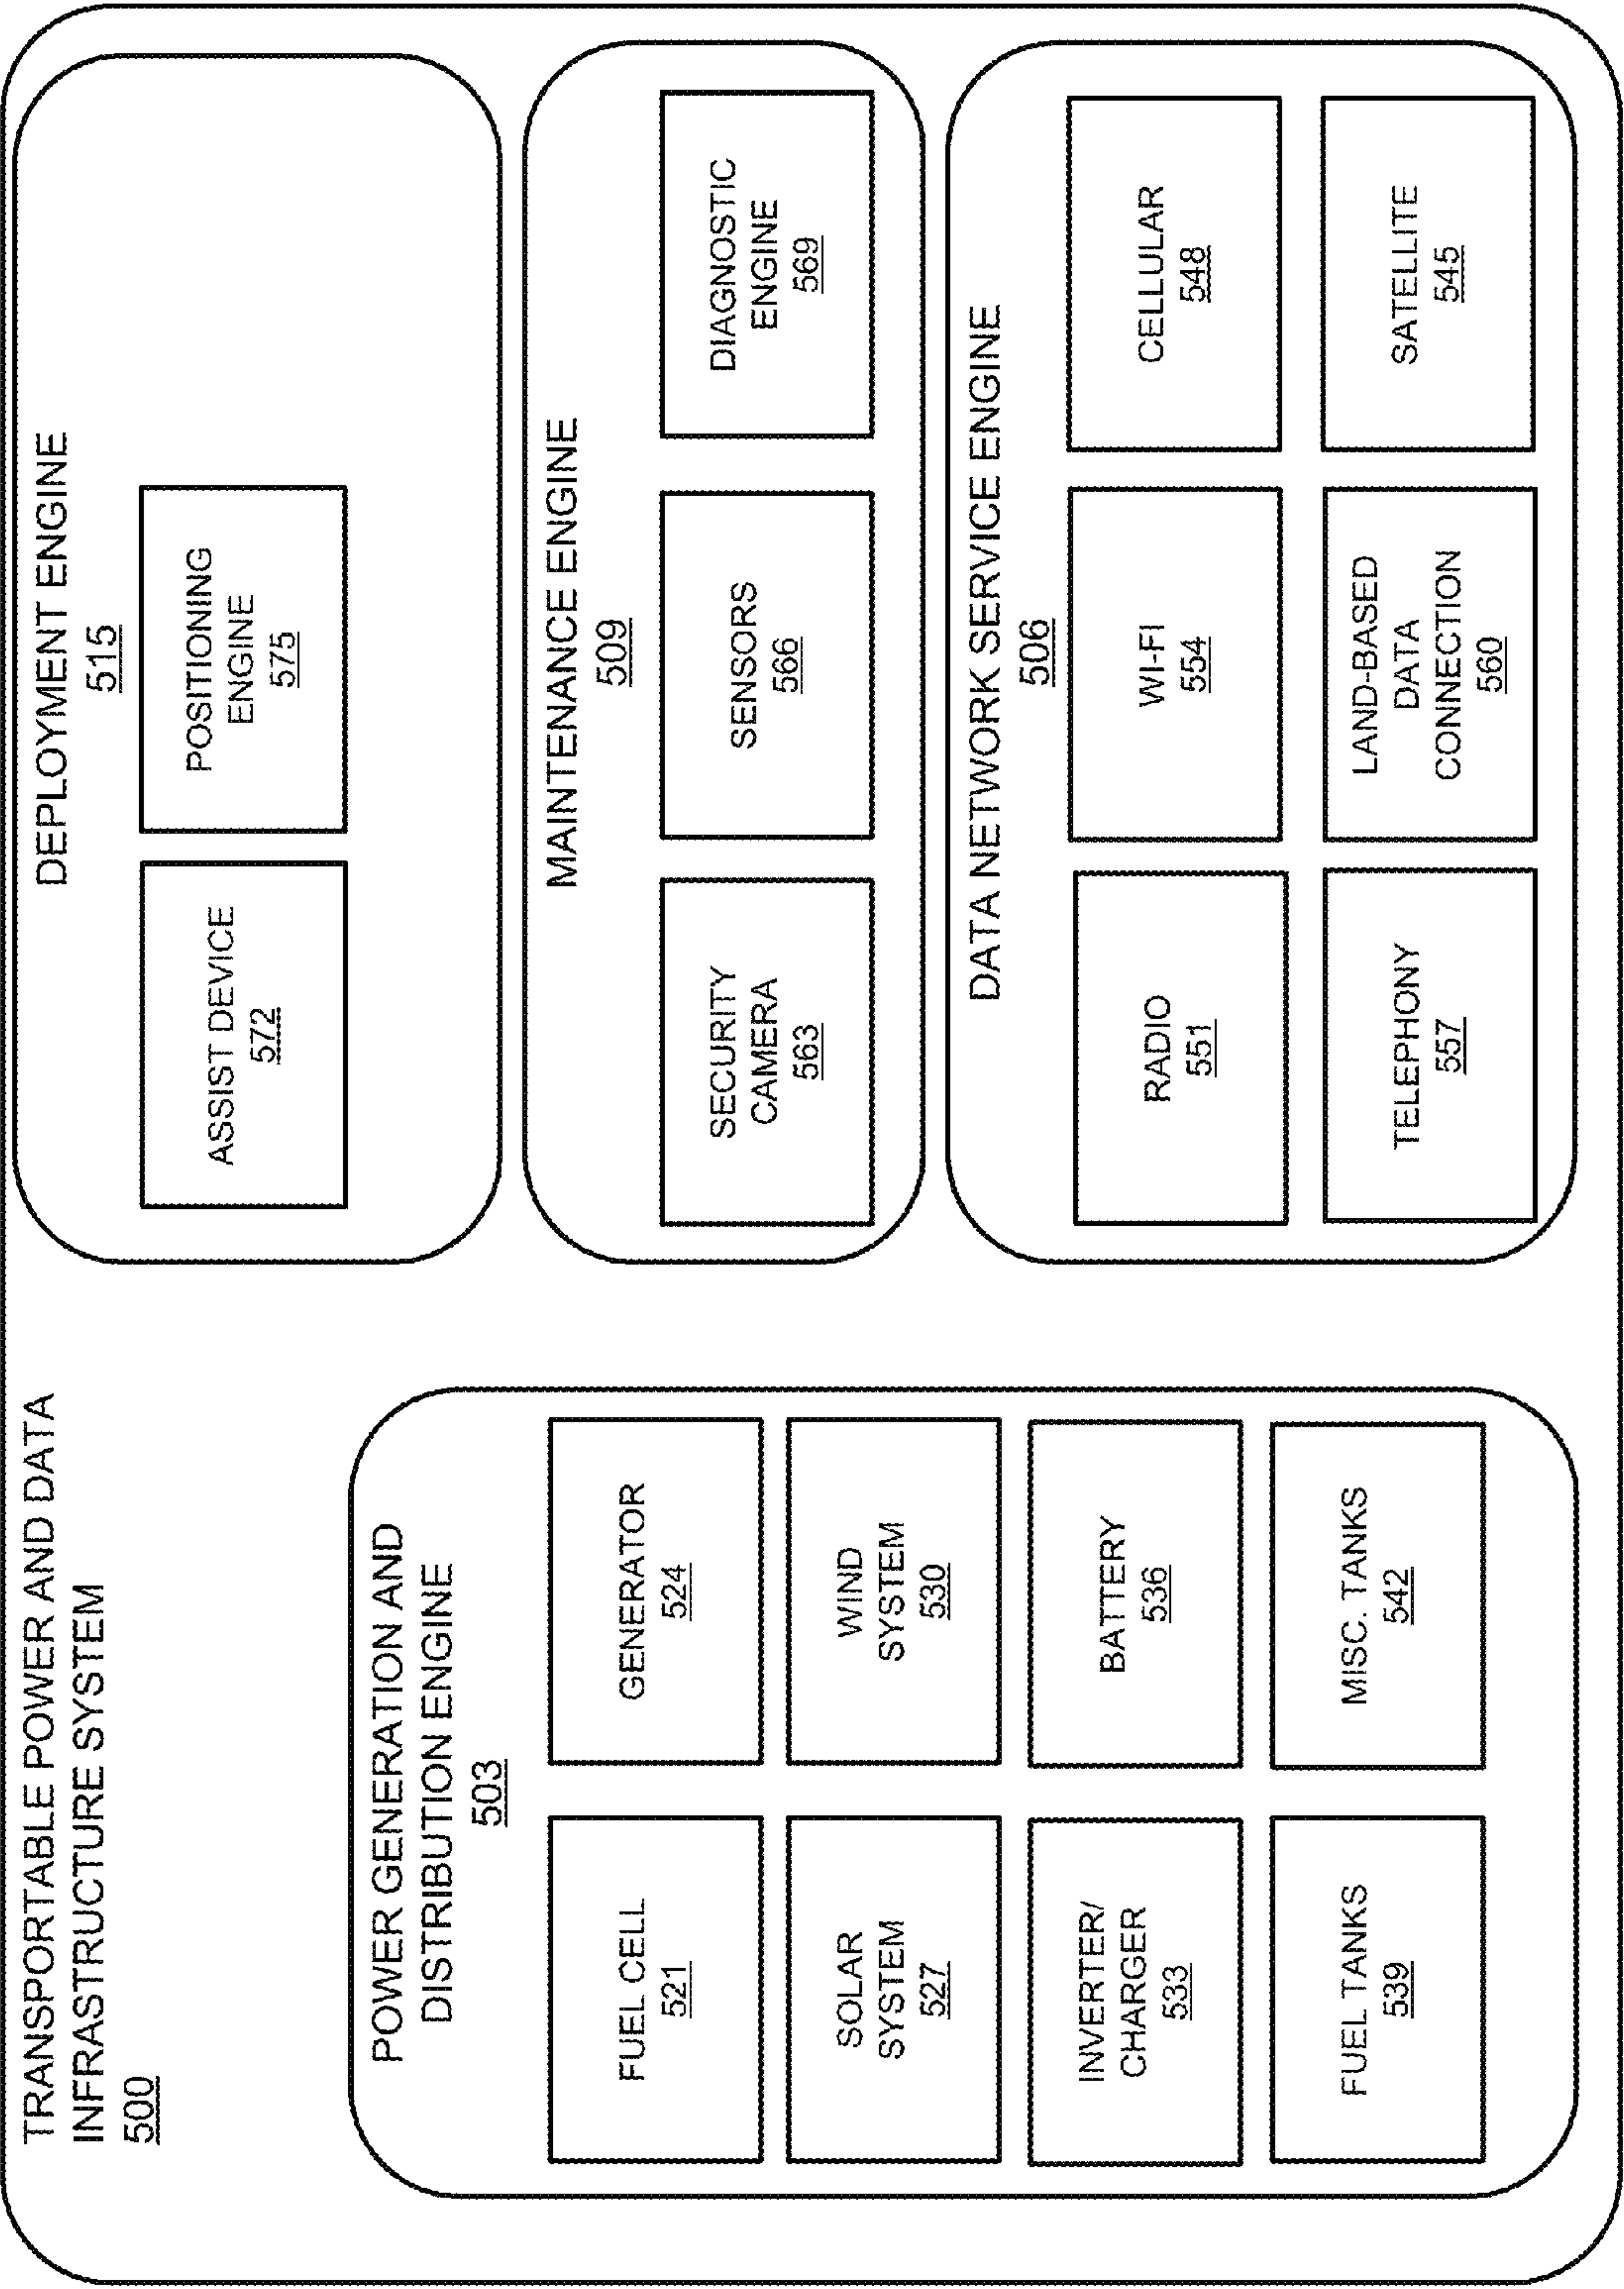 TRANSPORTABLE POWER AND DATA
INFRASTRUCTURE SYSTEM
500
POWER GENERATION AND
DISTRIBUTION ENGINE
503
FUEL CELL
521
GENERATOR
524
SOLAR
SYSTEM
527
WIND
SYSTEM
530
INVERTER/
CHARGER
533
BATTERY
536
FUEL TANKS
539
MISC. TANKS
542
DEPLOYMENT ENGINE
515
ASSIST DEVICE
572
POSITIONING
ENGINE
575
MAINTENANCE ENGINE
509
SECURITY
CAMERA
563
SENSORS
566
DIAGNOSTIC
ENGINE
569
DATA NETWORK SERVICE ENGINE
506
RADIO
551
WI-FI
554
CELLULAR
548
TELEPHONY
557
LAND-BASED
DATA
CONNECTION
560
SATELLITE
545